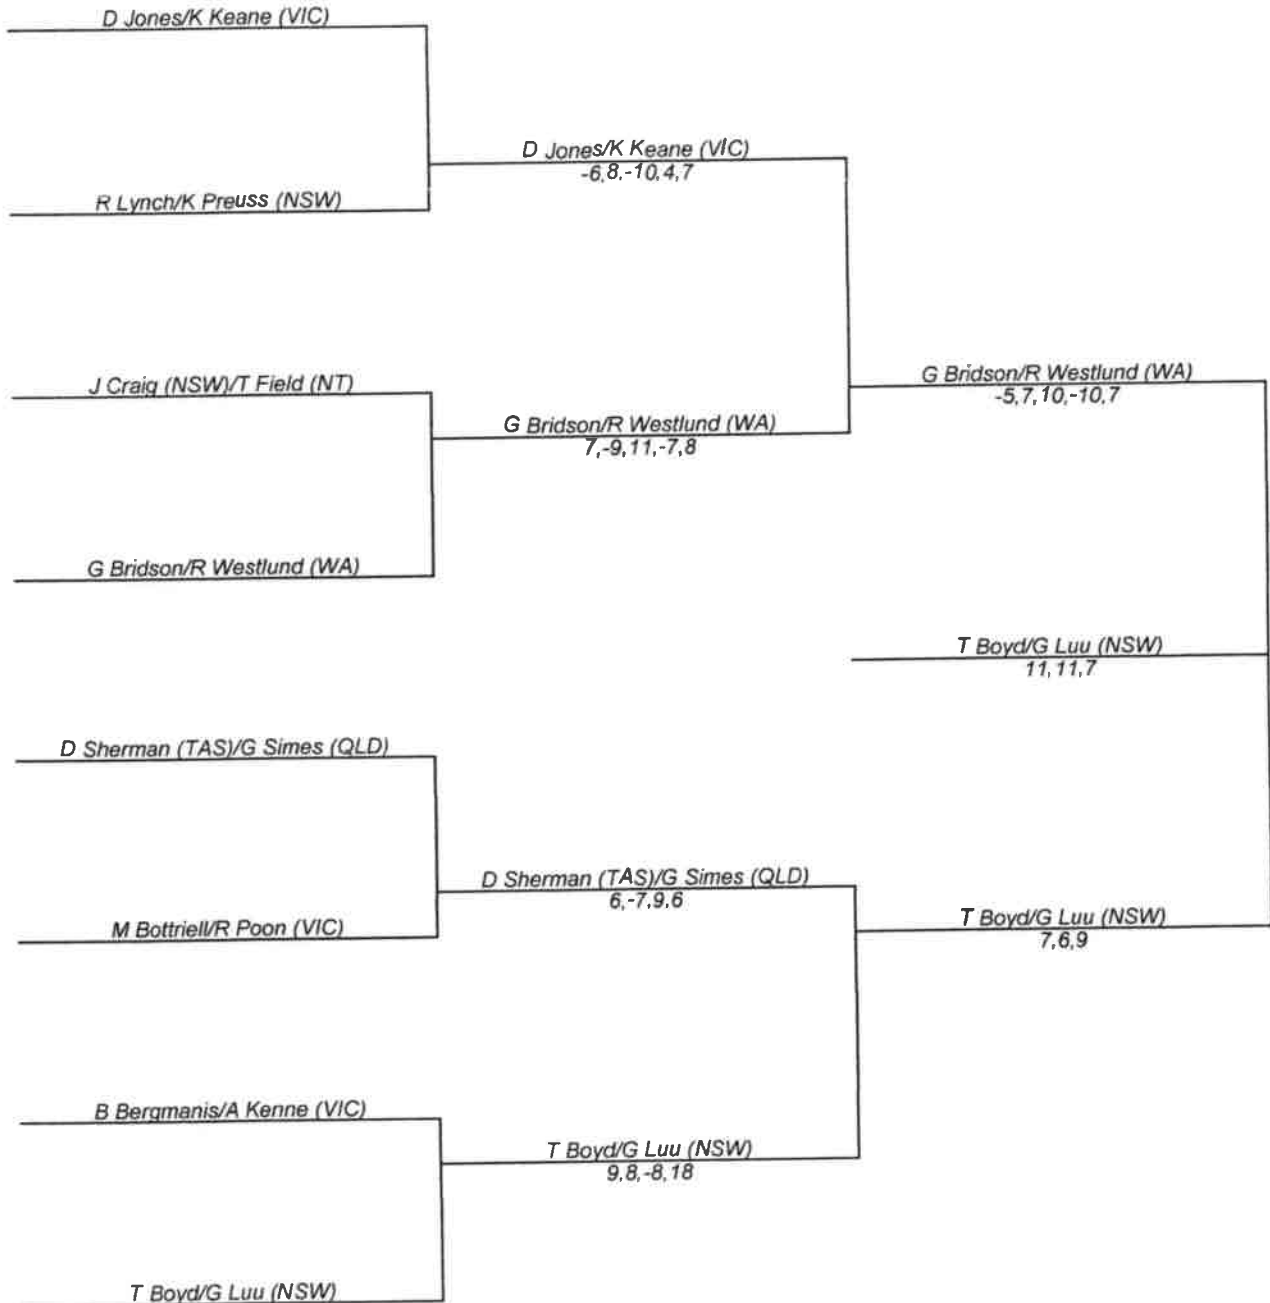 D Jones/K Keane (VIC)
D Jones/K Keane (VIC)
-6,8,-10,4,7
R Lynch/K Preuss (NSW)
J Craig (NSW)/T Field (NT)
G Bridson/R Westlund (WA)
-5,7,10,-10,7
G Bridson/R Westlund (WA)
7,-9,11,-7,8
G Bridson/R Westlund (WA)
T Boyd/G Luu (NSW)
11,11,7
D Sherman (TAS)/G Simes (QLD)
D Sherman (TAS)/G Simes (QLD)
6,-7,9,6
M Bottriell/R Poon (VIC)
T Boyd/G Luu (NSW)
7,6,9
B Bergmanis/A Kenne (VIC)
T Boyd/G Luu (NSW)
9,8,-8,18
T Boyd/G Luu (NSW)